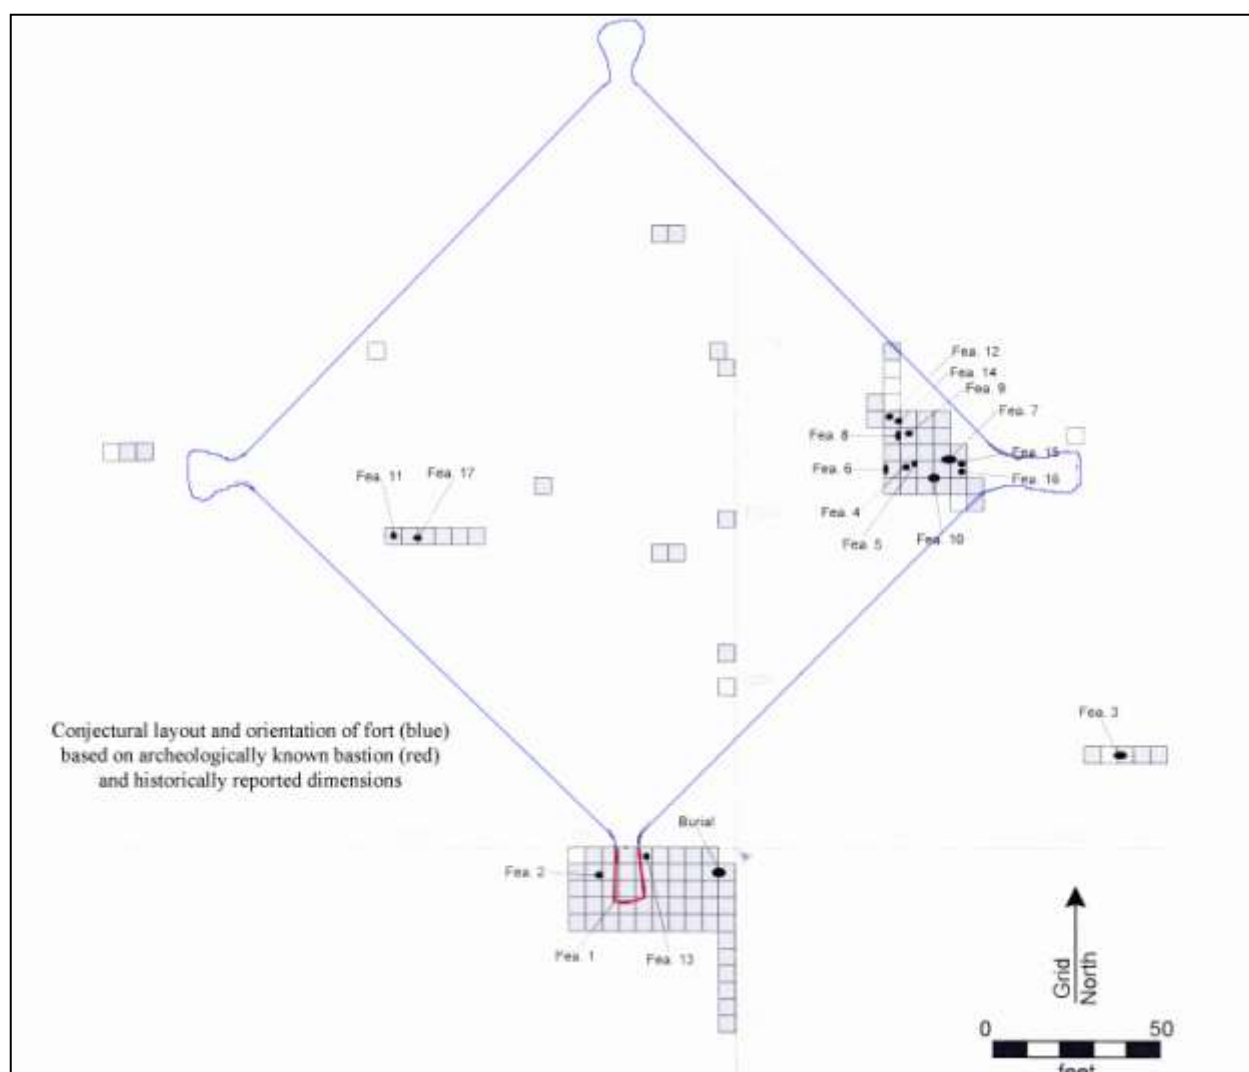 Fea. 12
Fea. 14
Fea. 9
Fea. 7
Fea. 8
Fea. 15
Fea. 6
Fea. 16
Fea. 11
Fea. 17
Fea. 4
Fea. 5
Fea. 10
Fea. 3
Conjectural layout and orientation of fort (blue)
based on archeologically known bastion (red)
and historically reported dimensions
Burial
Fea. 2
Fea. 1
Fea. 13
Grid
North
0
50
feet